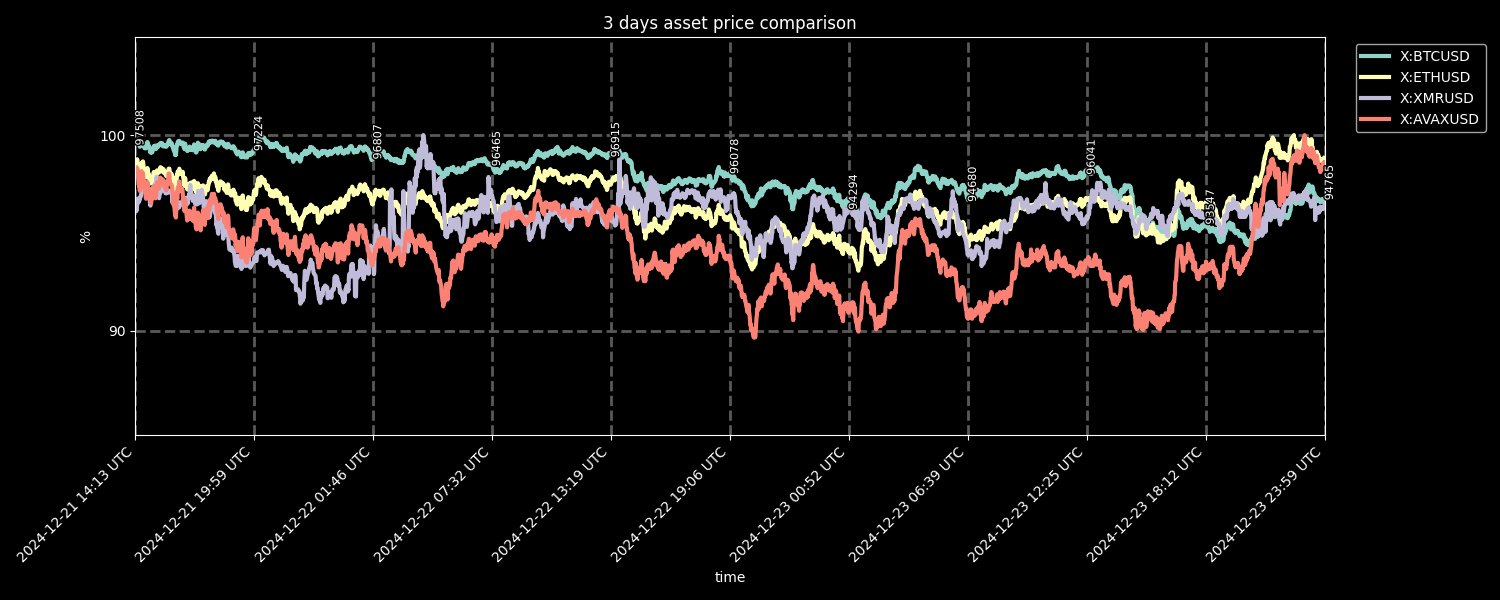 3 days asset price comparison
X:BTCUSD
X:ETHUSD
X:XMRUSD
X:AVAXUSD
100
90
%
97508
97224
96807
96465
96915
96078
94294
94680
96041
93547
94765
2024-12-21 14:13 UTC
2024-12-21 19:59 UTC
2024-12-22 01:46 UTC
2024-12-22 07:32 UTC
2024-12-22 13:19 UTC
2024-12-22 19:06 UTC
2024-12-23 00:52 UTC
2024-12-23 06:39 UTC
2024-12-23 12:25 UTC
2024-12-23 18:12 UTC
2024-12-23 23:59 UTC
time